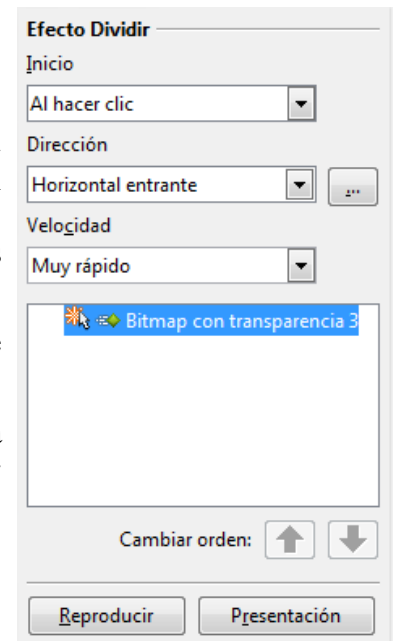 Efecto Dividir
Inicio
Al hacer clic
Dirección
Horizontal entrante
...
Velocidad
Muy rápido
Bitmap con transparencia 3
Cambiar orden:
Reproducir Presentación